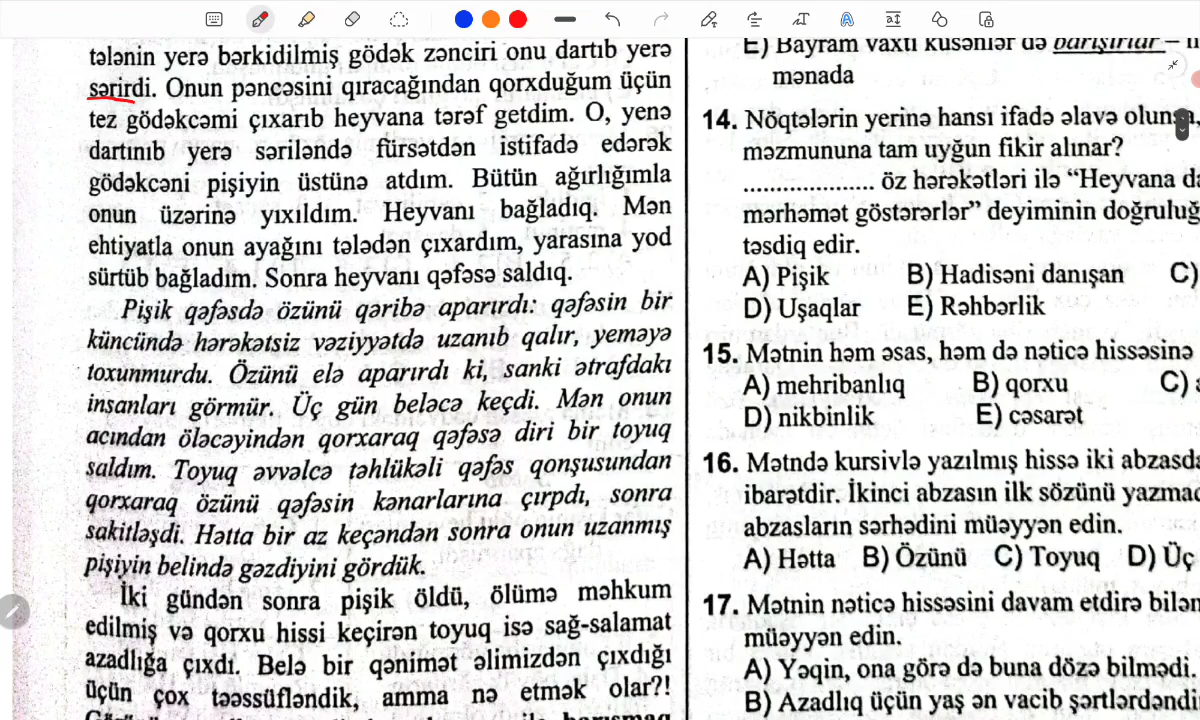 tələnin yerə bərkidilmiş gödək zənciri onu dartıb yerə
sərirdi. Onun pəncəsini qıracağından qorxduğum üçün
tez gödəkcəmi çıxarıb heyvana tərəf getdim. O, yenə
dartınıb yerə səriləndə fürsətdən istifadə edərək
gödəkcəni pişiyin üstünə atdım. Bütün ağırlığımla
onun üzərinə yıxıldım. Heyvanı bağladıq. Mən
ehtiyatla onun ayağını tələdən çıxardım, yarasına yod
sürtüb bağladım. Sonra heyvanı qəfəsə saldıq.
Pişik qəfəsdə özünü qəribə aparırdı: qəfəsin bir
küncündə hərəkətsiz vəziyyətdə uzanıb qalır, yeməyə
toxunmurdu. Özünü elə aparırdı ki, sanki ətrafdakı
insanları görmür. Üç gün beləcə keçdi. Mən onun
acından öləcəyindən qorxaraq qəfəsə diri bir toyuq
saldım. Toyuq əvvəlcə təhlükəli qəfəs qonşusundan
qorxaraq özünü qəfəsin kənarlarına çırpdı, sonra
sakitləşdi. Hətta bir az keçəndən sonra onun uzanmış
pişiyin belində gəzdiyini gördük.
İki gündən sonra pişik öldü, ölümə məhkum
edilmiş və qorxu hissi keçirən toyuq isə sağ-salamat
azadlığa çıxdı. Belə bir qənimət əlimizdən çıxdığı
üçün çox təəssüfləndik, amma nə etmək olar?!
E) Bayram vaxtı küsənlər də barışırlar –
mənada
14. Nöqtələrin yerinə hansı ifadə əlavə olunsa,
məzmununa tam uyğun fikir alınar?
.................... öz hərəkətləri ilə “Heyvana da
mərhəmət göstərərlər” deyiminin doğruluğ
təsdiq edir.
A) Pişik B) Hadisəni danışan C)
D) Uşaqlar E) Rəhbərlik
15. Mətnin həm əsas, həm də nəticə hissəsinə
A) mehribanlıq B) qorxu C)
D) nikbinlik E) cəsarət
16. Mətndə kursivlə yazılmış hissə iki abzasda
ibarətdir. İkinci abzasın ilk sözünü yazmaq
abzasların sərhədini müəyyən edin.
A) Hətta B) Özünü C) Toyuq D) Üç
17. Mətnin nəticə hissəsini davam etdirə bilən
müəyyən edin.
A) Yəqin, ona görə də buna dözə bilmədi
B) Azadlıq üçün yaş ən vacib şərtlərdəndi